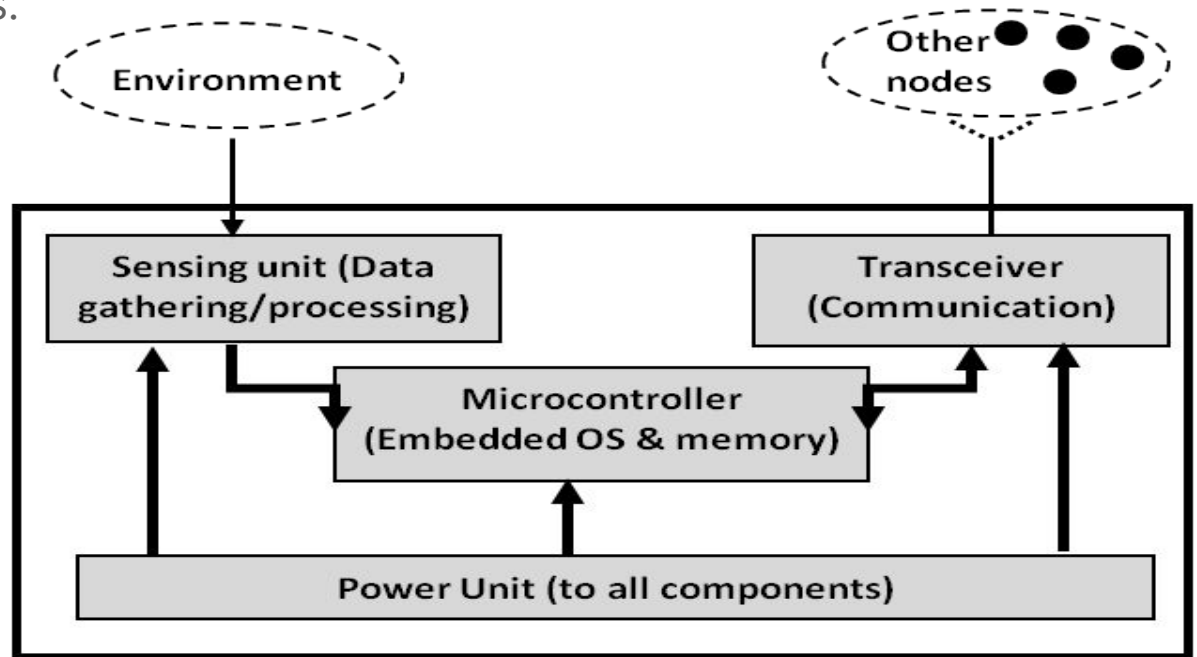 s.
Environment
Other
nodes
Sensing unit (Data
gathering/processing)
Transceiver
(Communication)
Microcontroller
(Embedded OS & memory)
Power Unit (to all components)